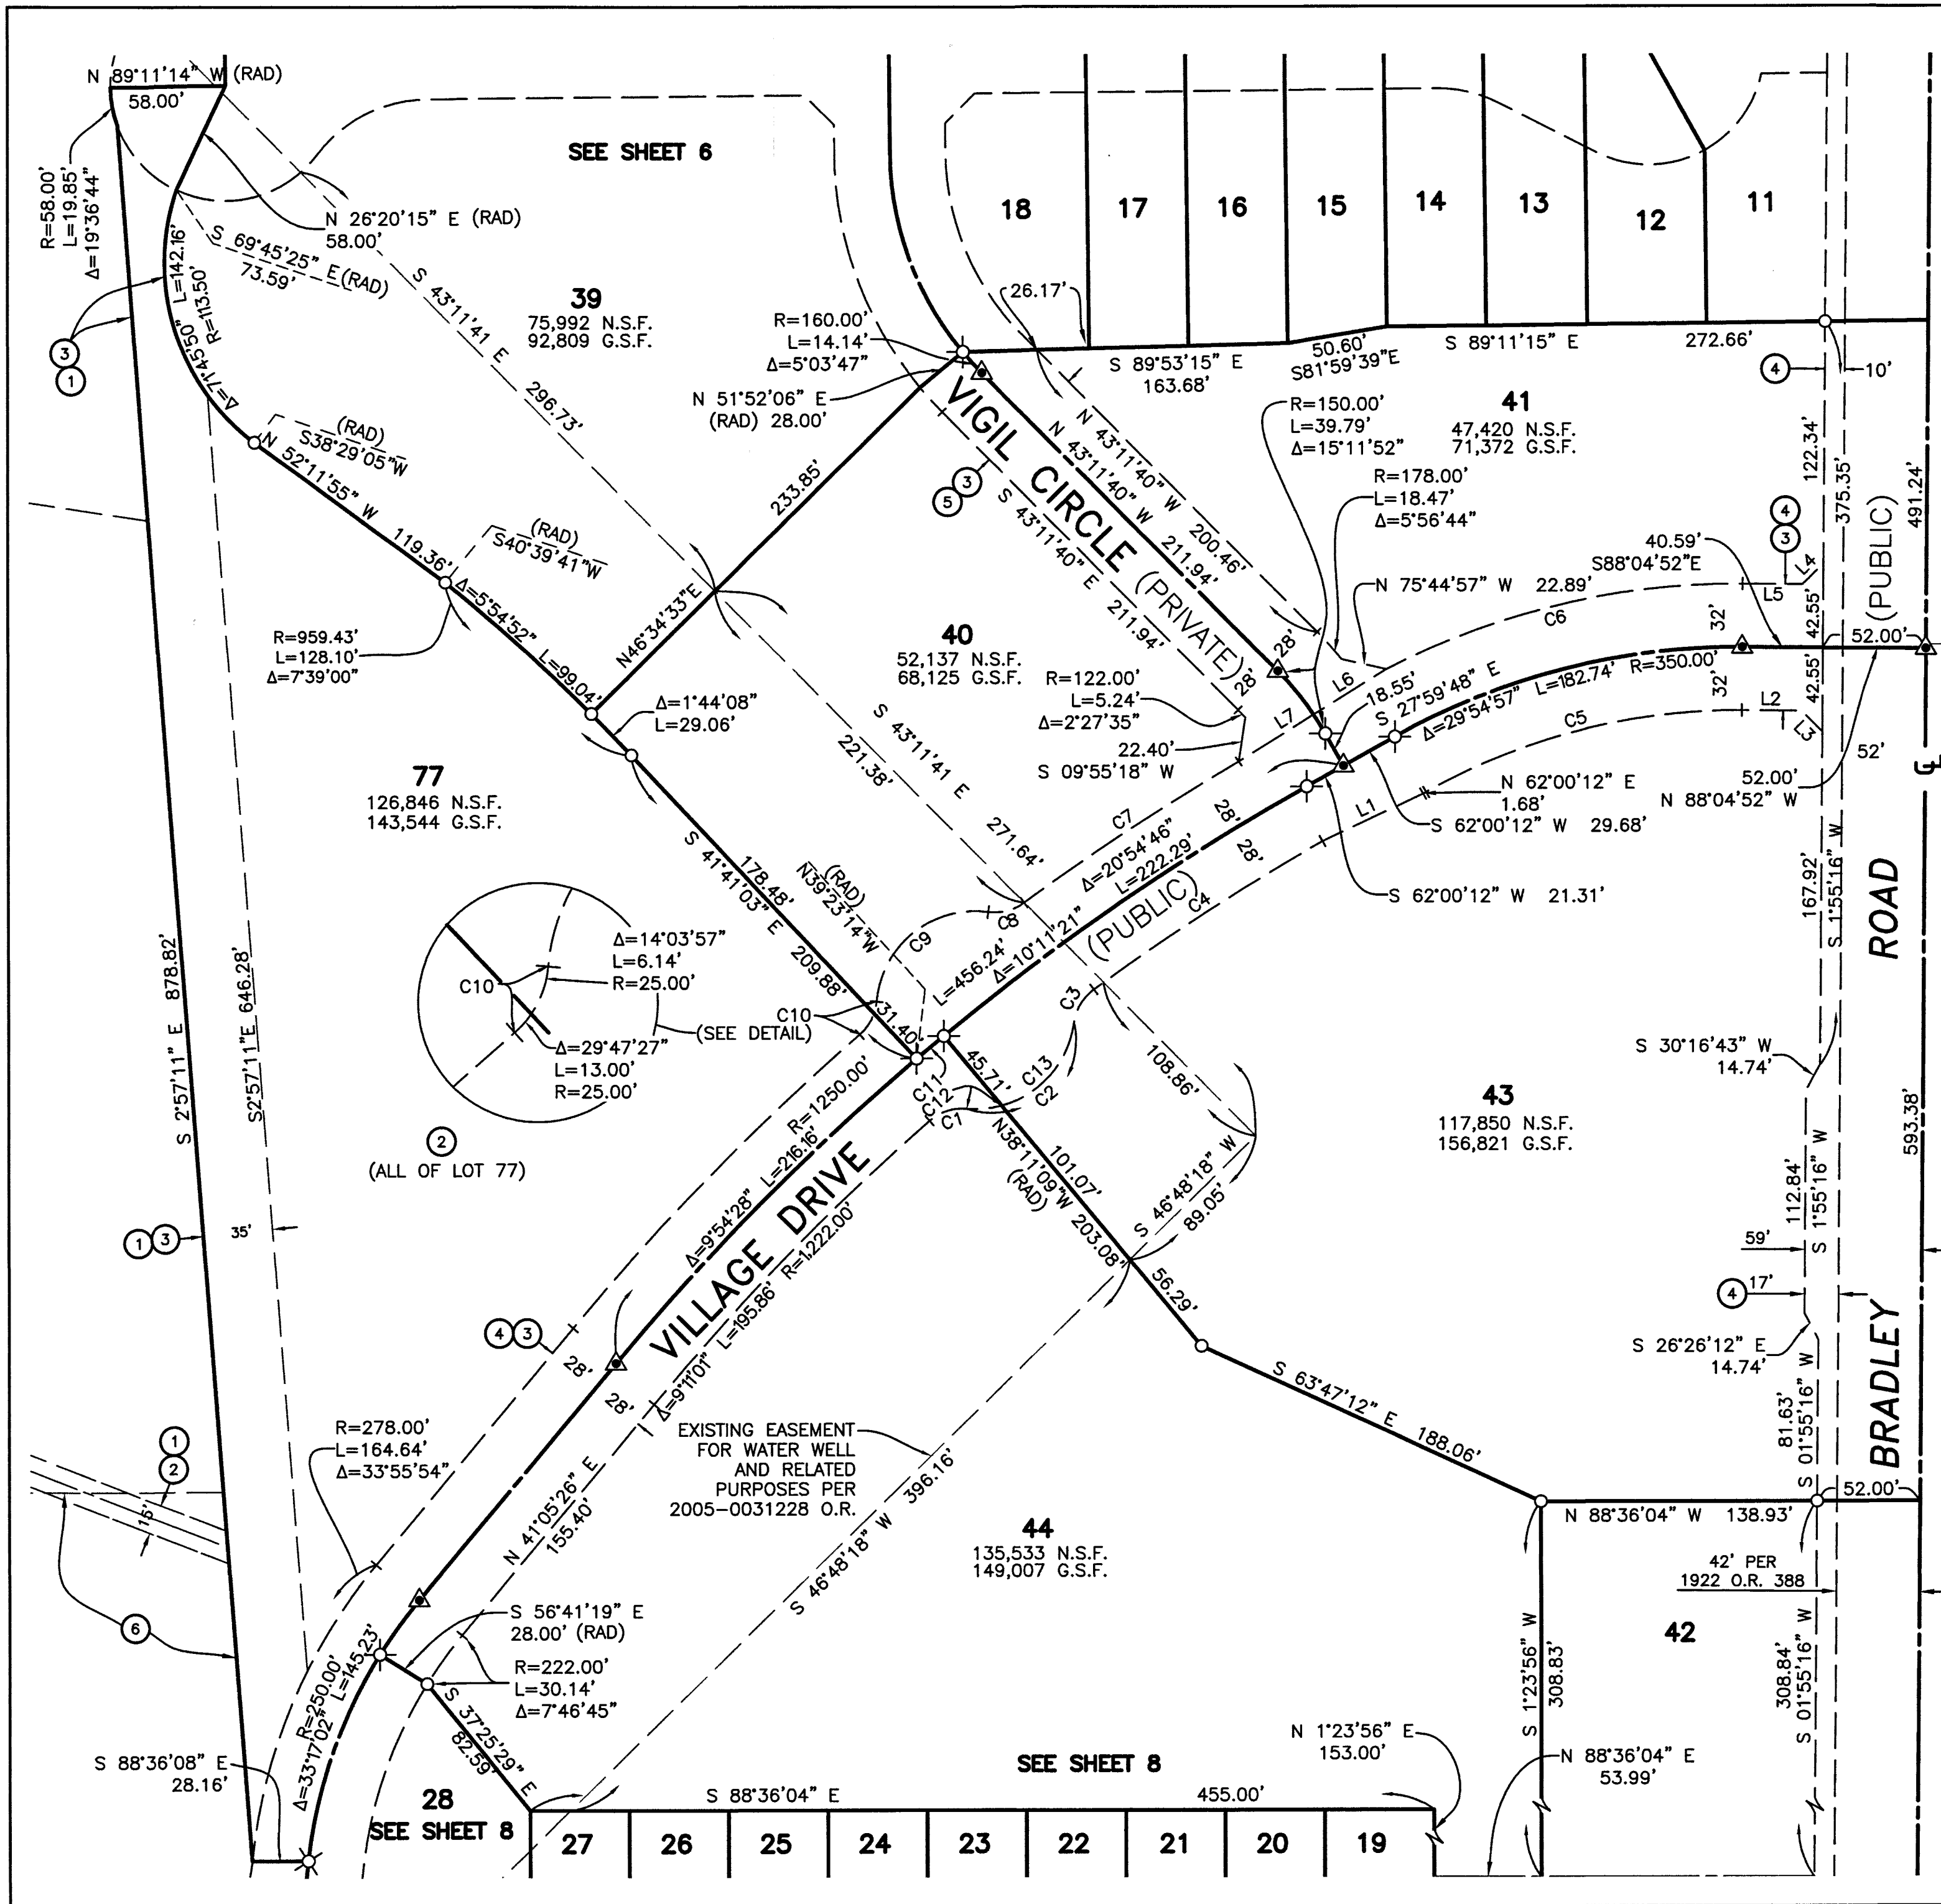 N 89°11'14" W (RAD)
58.00'
R=58.00'
L=19.85'
Δ=19°36'44"
SEE SHEET 6
N 26°20'15" E (RAD)
58.00'
S 69°45'25" E(RAD)
73.59'
S 43°11'41 E
296.73'
Δ=71°45'50" L=142.16'
R=113.50'
3
1
39
75,992 N.S.F.
92,809 G.S.F.
R=160.00'
L=14.14'
Δ=5°03'47"
N 51°52'06" E
(RAD) 28.00'
26.17'
18
17
16
15
14
13
12
11
S 89°53'15" E
163.68'
50.60'
S81°59'39"E
S 89°11'15" E
272.66'
4
10'
41
47,420 N.S.F.
71,372 G.S.F.
R=150.00'
L=39.79'
Δ=15°11'52"
R=178.00'
L=18.47'
Δ=5°56'44"
122.34'
375.35'
491.24'
(PUBLIC)
4
3
40.59'
S88°04'52"E
L4
L5
42.55'
52.00'
42.55'
N 75°44'57" W 22.89'
C6
32'
32'
VIGIL CIRCLE (PRIVATE)
N 43°11'40" W 200.46'
N 43°11'40" W 211.94'
S 43°11'40" E 211.94'
3
5
233.85'
N46°34'33"E
(RAD)
S38°29'05"W
N 52°11'55" W
119.36'
(RAD)
S40°39'41"W
Δ=5°54'52"
L=99.04'
R=959.43'
L=128.10'
Δ=7°39'00"
Δ=1°44'08"
L=29.06'
40
52,137 N.S.F.
68,125 G.S.F.
R=122.00'
L=5.24'
Δ=2°27'35"
22.40'
S 09°55'18" W
28'
28'
L6
L7
18.55'
S 27°59'48" E
Δ=29°54'57" L=182.74' R=350.00'
C5
L2
L3
52'
52.00'
N 88°04'52" W
N 62°00'12" E
1.68'
S 62°00'12" W 29.68'
L1
S 62°00'12" W 21.31'
S 43°11'41 E
221.38'
271.64'
C7
28'
28'
Δ=20°54'46"
L=222.29'
(PUBLIC)
C4
77
126,846 N.S.F.
143,544 G.S.F.
S 41°41'03" E
178.48'
209.88'
31.40'
(RAD)
N39°23'14"W
C8
C9
C10
Δ=10°11'21"
L=456.24'
C3
C10
Δ=14°03'57"
L=6.14'
R=25.00'
(SEE DETAIL)
Δ=29°47'27"
L=13.00'
R=25.00'
S 2°57'11" E 878.82'
S2°57'11"E 646.28'
2
(ALL OF LOT 77)
1
3
35'
R=1250.00'
Δ=9°54'28" L=216.16'
C11
C12
C1
C13
C2
45.71'
N38°11'09"W
(RAD)
101.07'
203.08'
56.29'
108.86'
S 46°48'18" W
89.05'
43
117,850 N.S.F.
156,821 G.S.F.
167.92'
S 1°55'16" W
ROAD
S 30°16'43" W
14.74'
112.84'
S 1°55'16" W
593.38'
59'
4
17'
S 26°26'12" E
14.74'
81.63'
S 01°55'16" W
BRADLEY
VILLAGE DRIVE
Δ=9°11'01" L=195.86' R=1,222.00'
4
3
28'
28'
S 63°47'12" E
188.06'
N 88°36'04" W 138.93'
52.00'
42' PER
1922 O.R. 388
R=278.00'
L=164.64'
Δ=33°55'54"
1
2
15'
6
EXISTING EASEMENT
FOR WATER WELL
AND RELATED
PURPOSES PER
2005-0031228 O.R.
N 41°05'26" E
155.40'
S 46°48'18" W 396.16'
44
135,533 N.S.F.
149,007 G.S.F.
S 56°41'19" E
28.00' (RAD)
R=222.00'
L=30.14'
Δ=7°46'45"
R=250.00'
Δ=33°17'02" L=145.23'
S 88°36'08" E
28.16'
S 37°25'29" E
82.59'
28
SEE SHEET 8
S 88°36'04" E
455.00'
SEE SHEET 8
27
26
25
24
23
22
21
20
19
N 1°23'56" E
153.00'
S 1°23'56" W
308.83'
N 88°36'04" E
53.99'
42
308.84'
S 01°55'16" W